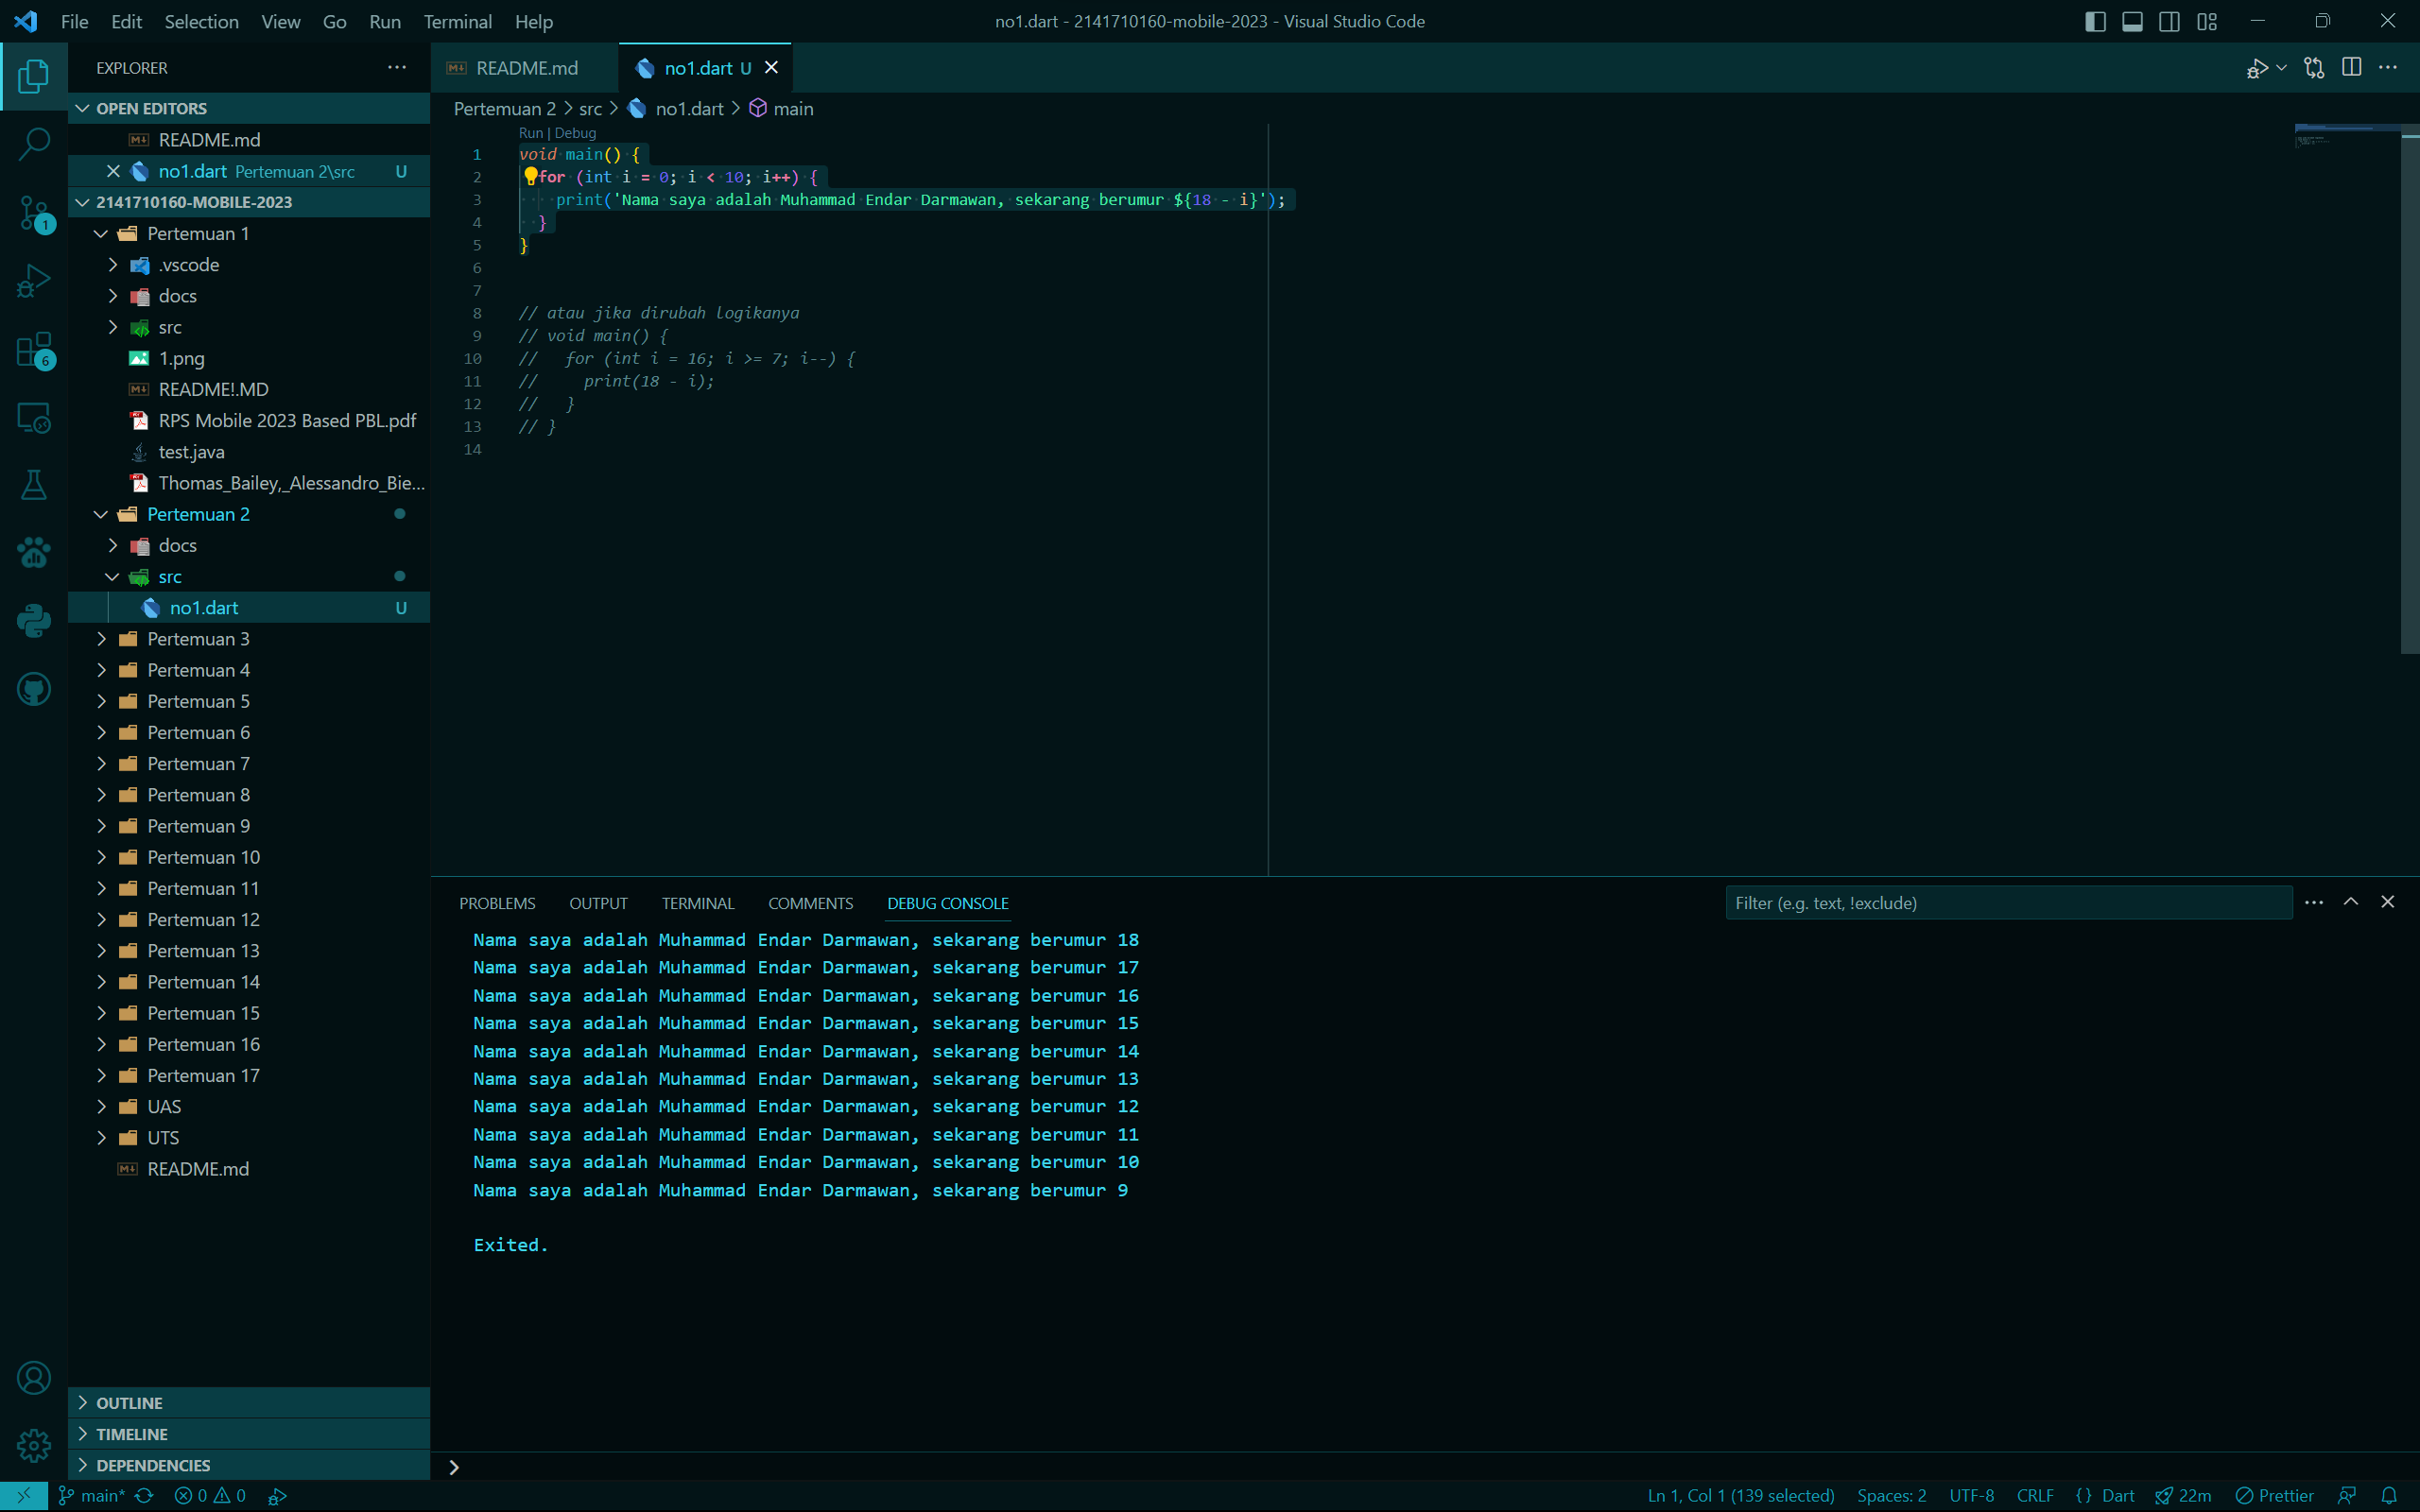 File Edit Selection View Go Run Terminal Help
no1.dart - 2141710160-mobile-2023 - Visual Studio Code
EXPLORER
OPEN EDITORS
README.md
no1.dart Pertemuan 2\src U
2141710160-MOBILE-2023
Pertemuan 1
.vscode
docs
src
1.png
README!.MD
RPS Mobile 2023 Based PBL.pdf
test.java
Thomas_Bailey,_Alessandro_Bie...
Pertemuan 2
docs
src
no1.dart U
Pertemuan 3
Pertemuan 4
Pertemuan 5
Pertemuan 6
Pertemuan 7
Pertemuan 8
Pertemuan 9
Pertemuan 10
Pertemuan 11
Pertemuan 12
Pertemuan 13
Pertemuan 14
Pertemuan 15
Pertemuan 16
Pertemuan 17
UAS
UTS
README.md
OUTLINE
TIMELINE
DEPENDENCIES
1
6
README.md
no1.dart U
Pertemuan 2 > src > no1.dart > main
Run | Debug
1 void main() {
2 for (int i = 0; i < 10; i++) {
3 print('Nama saya adalah Muhammad Endar Darmawan, sekarang berumur ${18 - i}');
4 }
5 }
6
7
8 // atau jika dirubah logikanya
9 // void main() {
10 //   for (int i = 16; i >= 7; i--) {
11 //     print(18 - i);
12 //   }
13 // }
14
PROBLEMS OUTPUT TERMINAL COMMENTS DEBUG CONSOLE
Filter (e.g. text, !exclude)
Nama saya adalah Muhammad Endar Darmawan, sekarang berumur 18
Nama saya adalah Muhammad Endar Darmawan, sekarang berumur 17
Nama saya adalah Muhammad Endar Darmawan, sekarang berumur 16
Nama saya adalah Muhammad Endar Darmawan, sekarang berumur 15
Nama saya adalah Muhammad Endar Darmawan, sekarang berumur 14
Nama saya adalah Muhammad Endar Darmawan, sekarang berumur 13
Nama saya adalah Muhammad Endar Darmawan, sekarang berumur 12
Nama saya adalah Muhammad Endar Darmawan, sekarang berumur 11
Nama saya adalah Muhammad Endar Darmawan, sekarang berumur 10
Nama saya adalah Muhammad Endar Darmawan, sekarang berumur 9
Exited.
main* 0 0
Ln 1, Col 1 (139 selected) Spaces: 2 UTF-8 CRLF {} Dart 22m Prettier